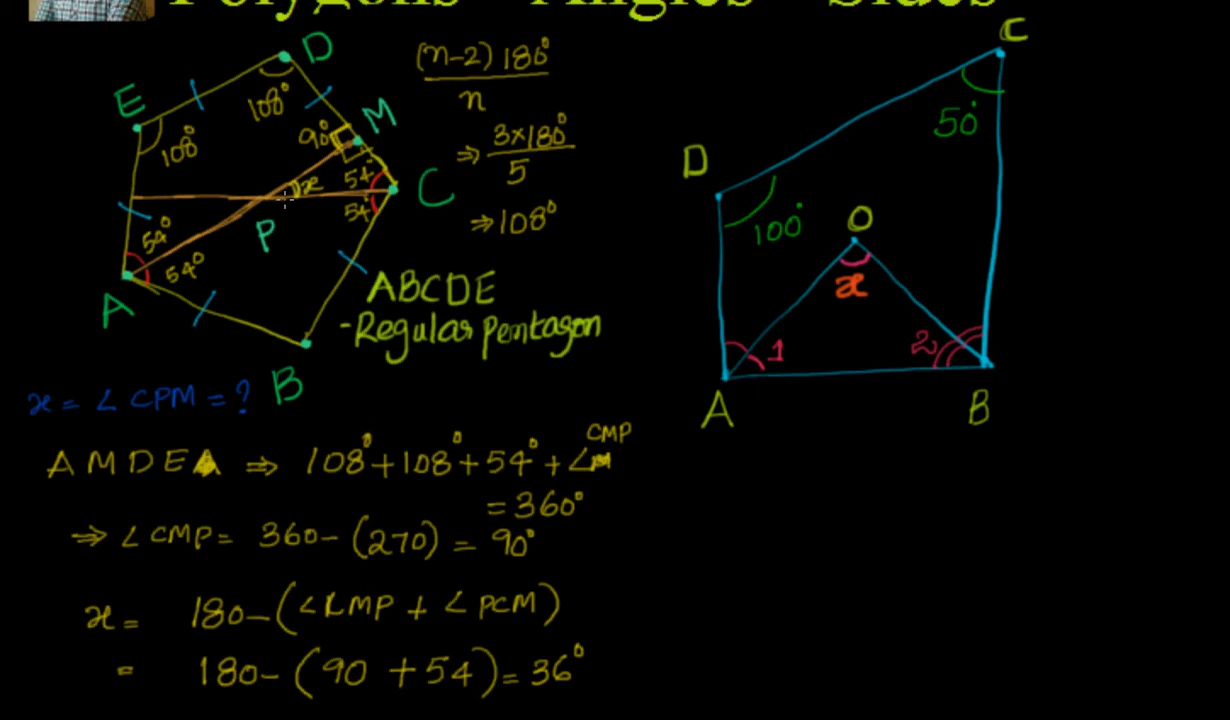 Polygons - Angles - Sides
D
E
108°
108°
M
90°
x
54°
54°
C
P
54°
54°
A
B
(n-2) 180°
n
⇒ 3×180°
5
⇒ 108°
ABCDE
- Regular Pentagon
x = ∠ CPM = ?
AMDEA ⇒ 108° + 108° + 54° + ∠CMP
= 360°
⇒ ∠ CMP = 360 - (270) = 90°
x = 180 - (∠CMP + ∠ PCM)
= 180 - (90 + 54) = 36°
C
50°
D
100°
O
x
1
2
A
B